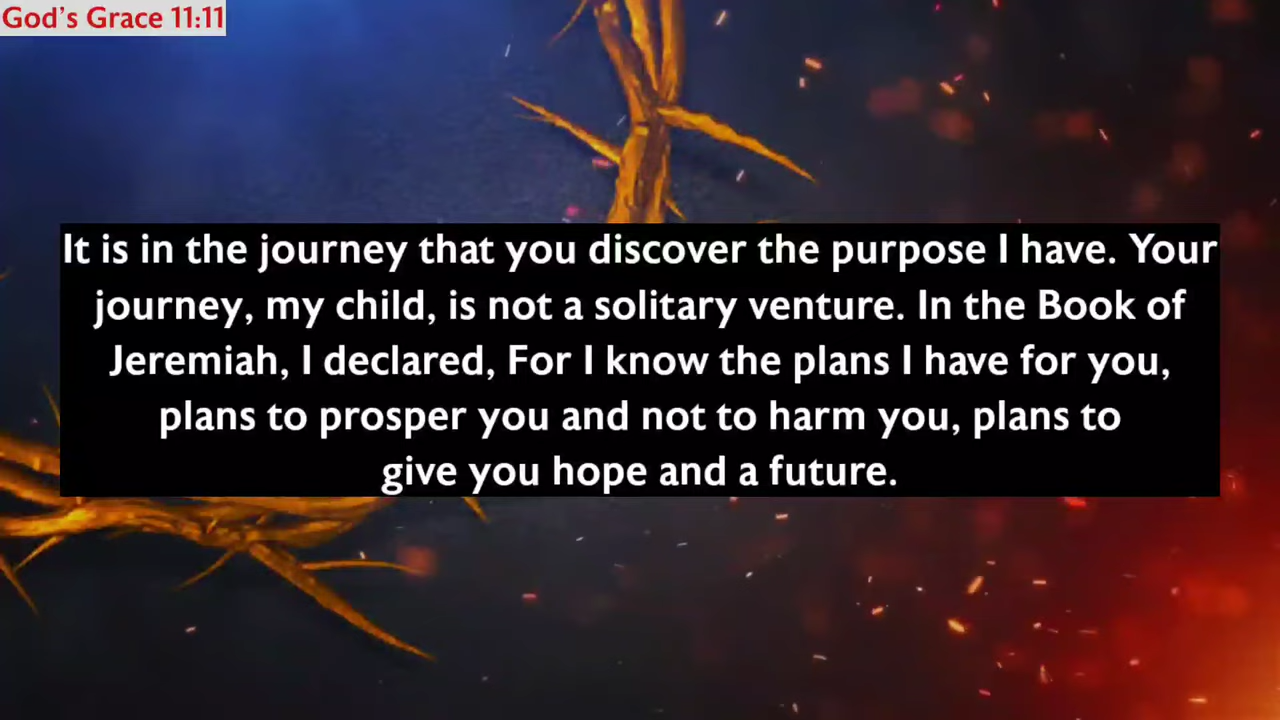 God's Grace 11:11
It is in the journey that you discover the purpose I have. Your
journey, my child, is not a solitary venture. In the Book of
Jeremiah, I declared, For I know the plans I have for you,
plans to prosper you and not to harm you, plans to
give you hope and a future.